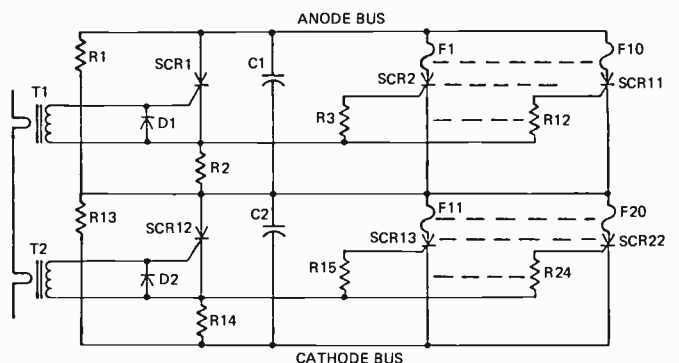 ANODE BUS
R1
SCR1
C1
F1
F10
SCR2
SCR11
T1
D1
R3
R12
R2
R13
SCR12
C2
F11
F20
SCR13
SCR22
T2
D2
R15
R24
R14
CATHODE BUS